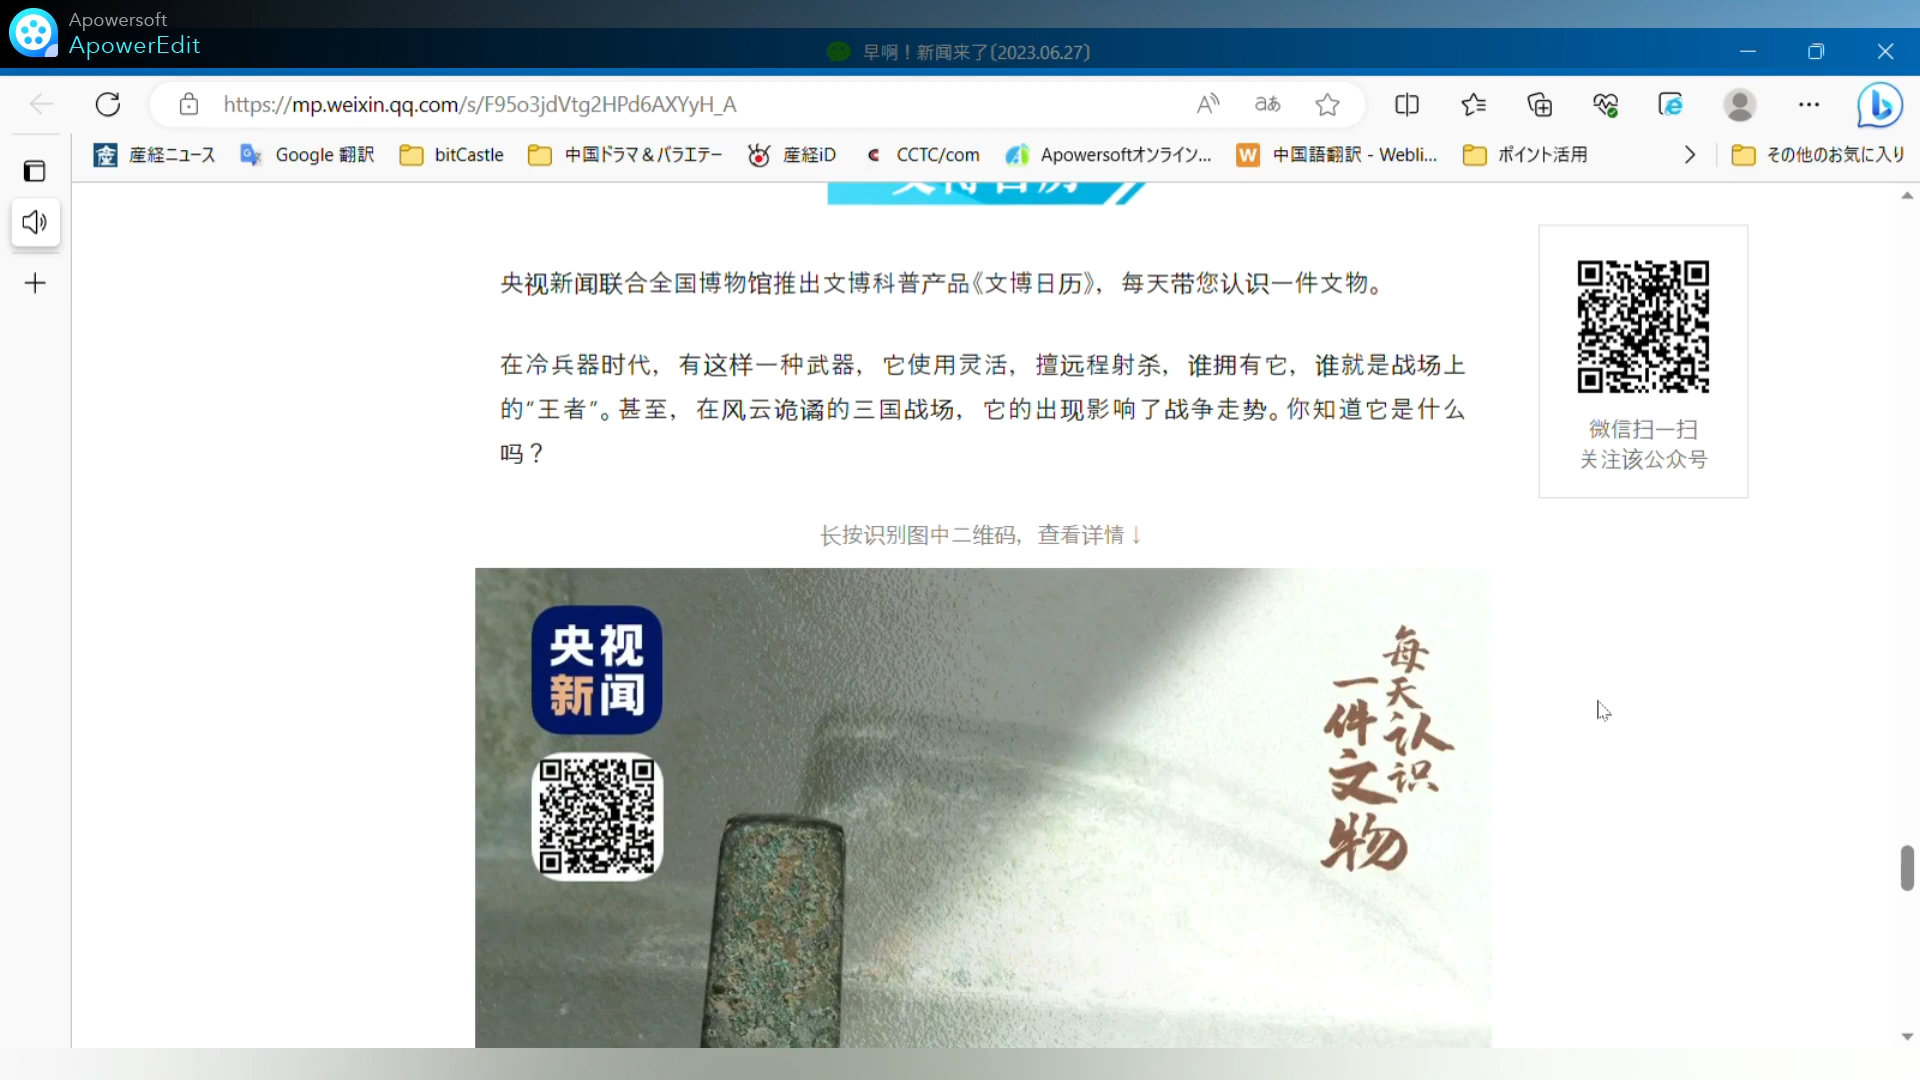 Apowersoft
ApowerEdit
早啊！新闻来了〔2023.06.27〕
https://mp.weixin.qq.com/s/F95o3jdVtg2HPd6AXYyH_A
産経ニュース
Google 翻訳
bitCastle
中国ドラマ＆バラエテー
産経iD
CCTC/com
Apowersoftオンライン...
中国語翻訳 - Webli...
ポイント活用
その他のお気に入り
文博日历
央视新闻联合全国博物馆推出文博科普产品《文博日历》，每天带您认识一件文物。
在冷兵器时代，有这样一种武器，它使用灵活，擅远程射杀，谁拥有它，谁就是战场上
的“王者”。甚至，在风云诡谲的三国战场，它的出现影响了战争走势。你知道它是什么
吗？
微信扫一扫
关注该公众号
长按识别图中二维码，查看详情↓
央视
新闻
每天认识
一件文物